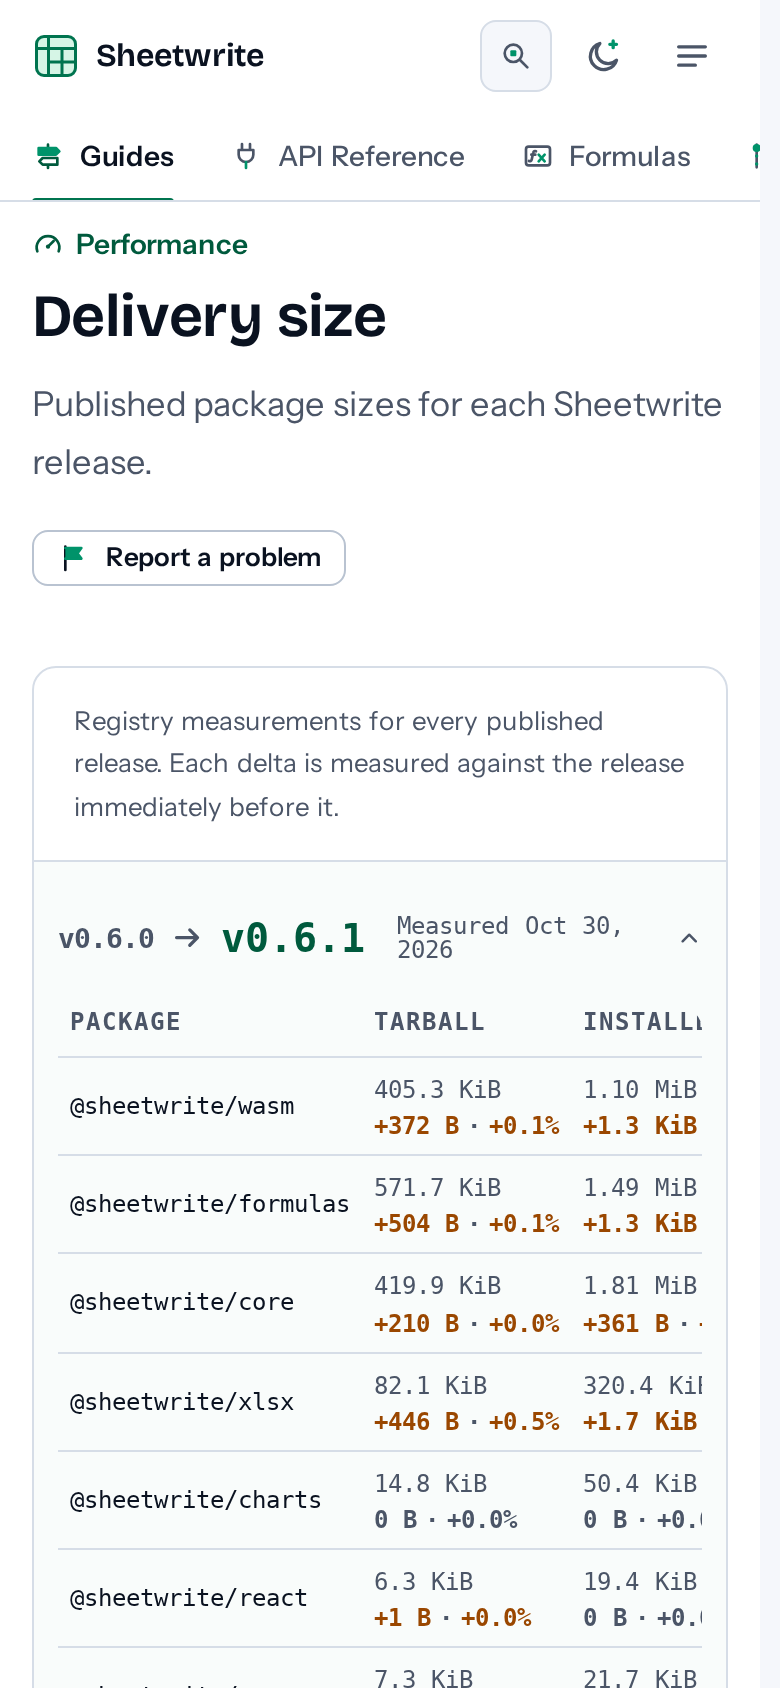 Sheetwrite
Guides
API Reference
Formulas
Performance
Delivery size
Published package sizes for each Sheetwrite
release.
Report a problem
Registry measurements for every published
release. Each delta is measured against the release
immediately before it.
v0.6.0 → v0.6.1 Measured Oct 30,
2026
PACKAGE TARBALL
@sheetwrite/wasm
405.3 KiB 1.10 MiB
+372 B · +0.1% +1.3 KiB
@sheetwrite/formulas
571.7 KiB 1.49 MiB
+504 B · +0.1% +1.3 KiB
@sheetwrite/core
419.9 KiB 1.81 MiB
+210 B · +0.0% +361 B ·
@sheetwrite/xlsx
82.1 KiB 320.4 KiB
+446 B · +0.5% +1.7 KiB
@sheetwrite/charts
14.8 KiB 50.4 KiB
0 B · +0.0% 0 B ·
@sheetwrite/react
6.3 KiB 19.4 KiB
+1 B · +0.0% 0 B ·
7.3 KiB 21.7 KiB